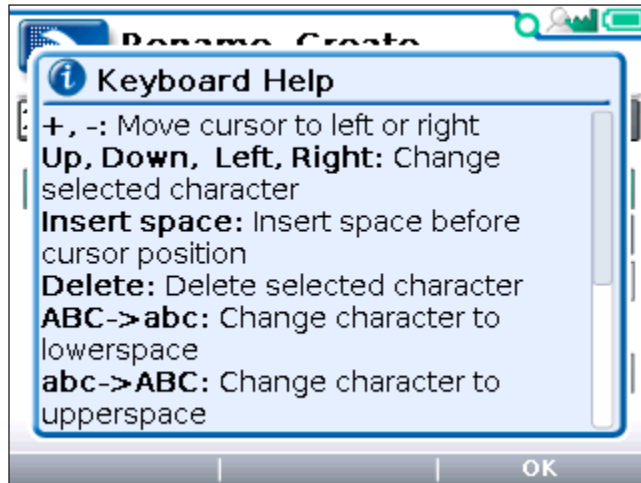 Rename, Create
Keyboard Help
+, -: Move cursor to left or right
Up, Down, Left, Right: Change
selected character
Insert space: Insert space before
cursor position
Delete: Delete selected character
ABC->abc: Change character to
lowerspace
abc->ABC: Change character to
upperspace
OK